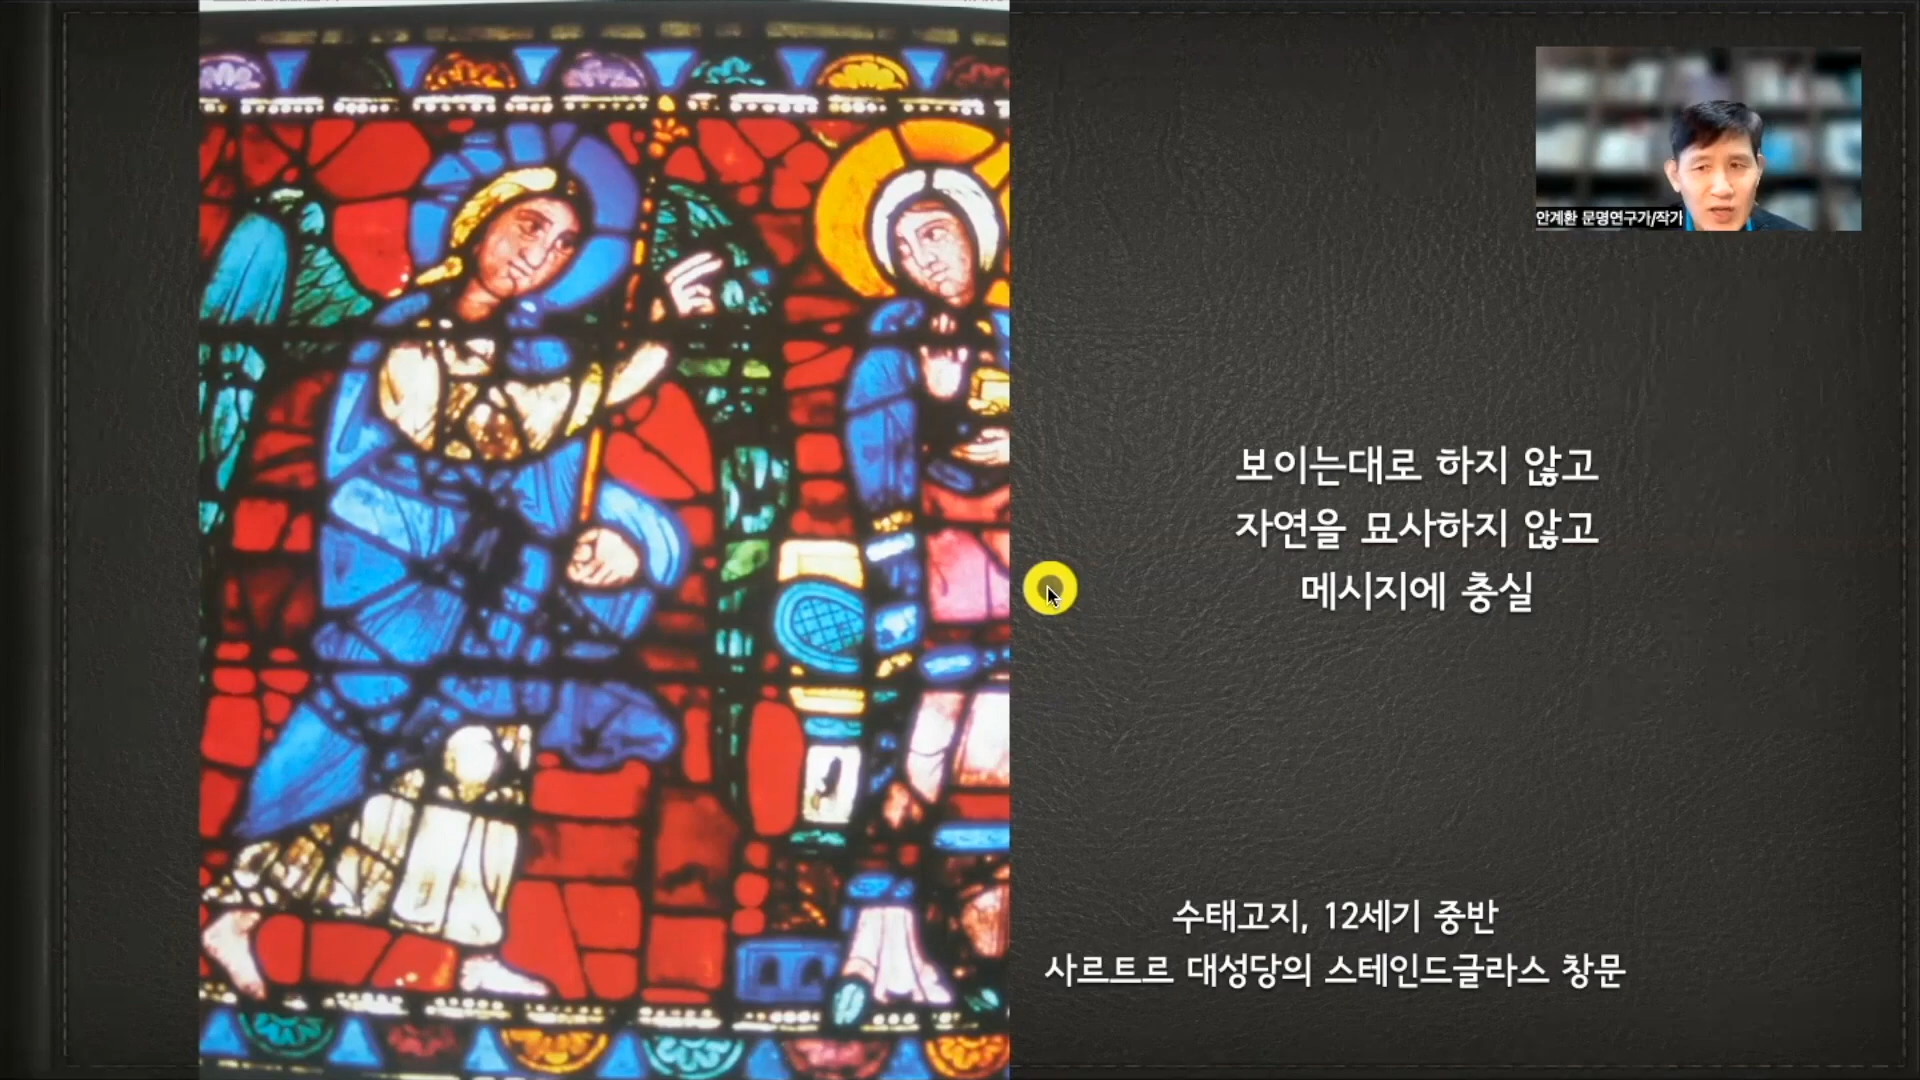 안계환 문명연구가/작가
보이는대로 하지 않고
자연을 묘사하지 않고
메시지에 충실
수태고지, 12세기 중반
샤르트르 대성당의 스테인드글라스 창문